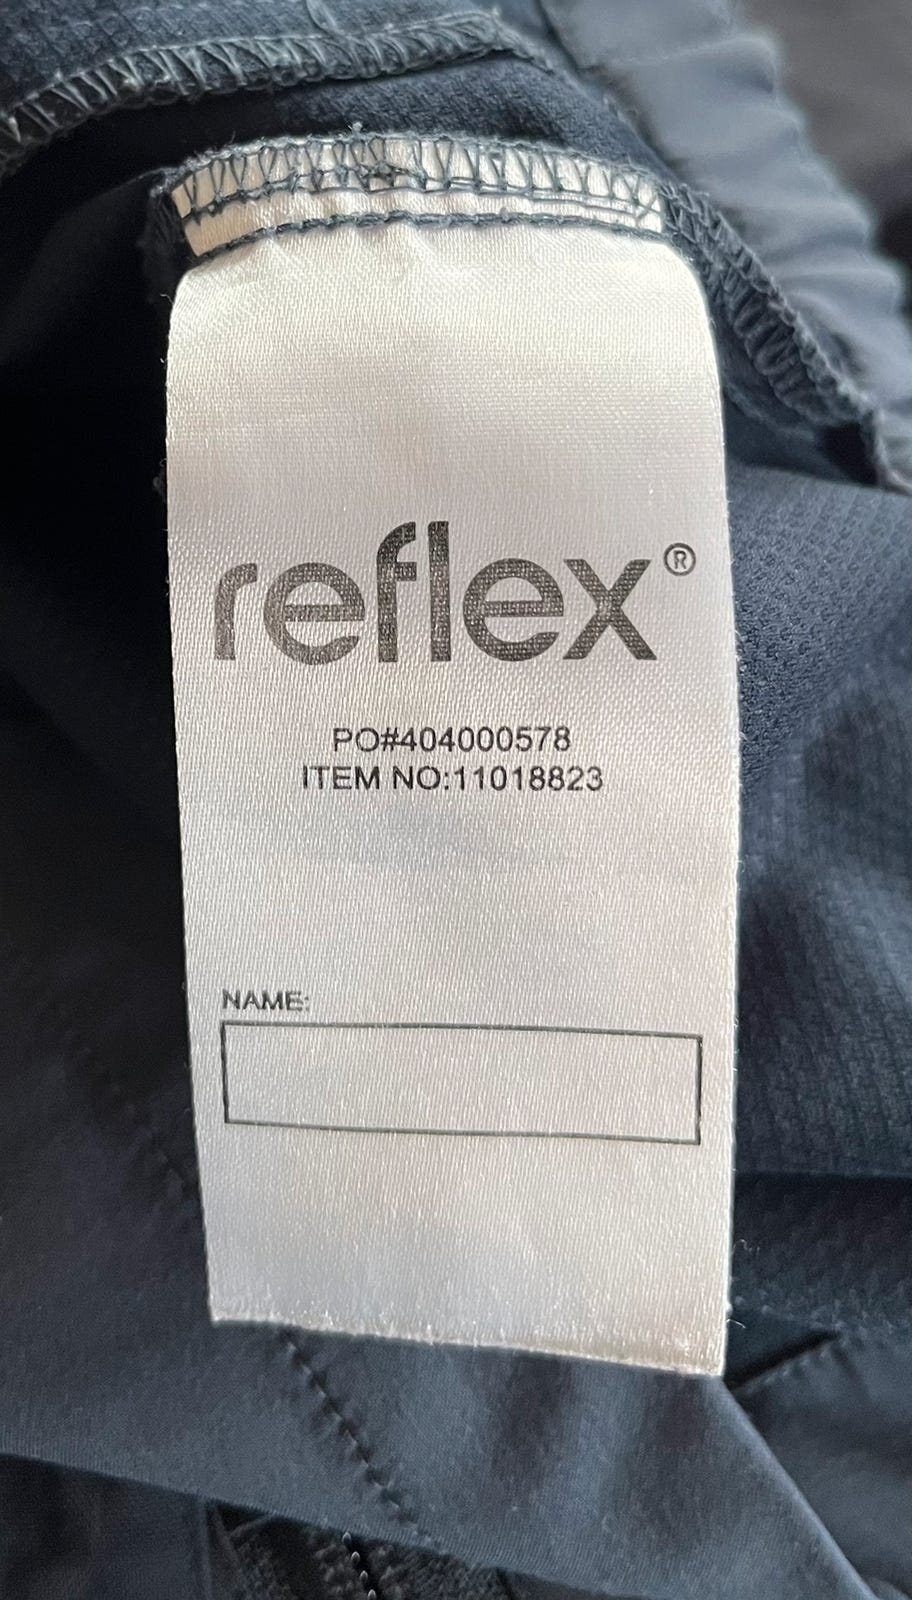 reflex®
PO#404000578
ITEM NO:11018823
NAME: